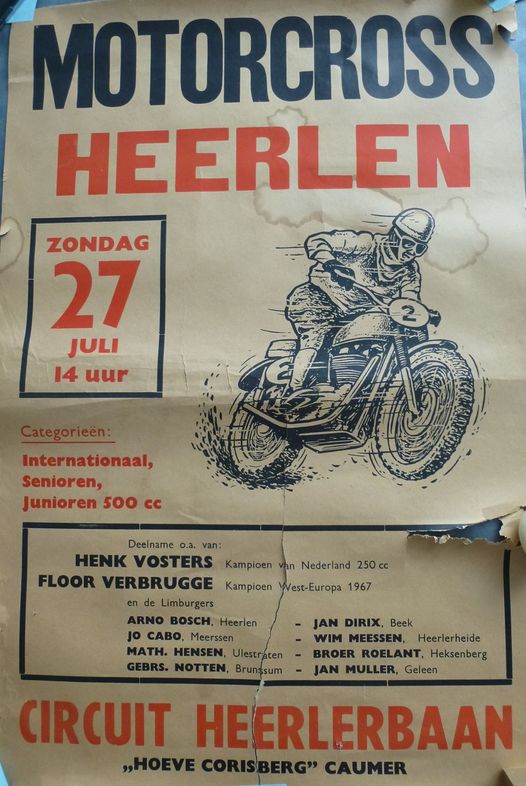 MOTORCROSS
HEERLEN
ZONDAG
27
JULI
14 uur
2
2
Categorieën:
Internationaal,
Senioren,
Junioren 500 cc
Deelname o.a. van:
HENK VOSTERS Kampioen van Nederland 250 cc
FLOOR VERBRUGGE Kampioen West-Europa 1967
en de Limburgers
ARNO BOSCH, Heerlen – JAN DIRIX, Beek
JO CABO, Meerssen – WIM MEESSEN, Heerlerheide
MATH. HENSEN, Ulestraten – BROER ROELANT, Heksenberg
GEBRS. NOTTEN, Brunssum – JAN MULLER, Geleen
CIRCUIT HEERLERBAAN
„HOEVE CORISBERG” CAUMER